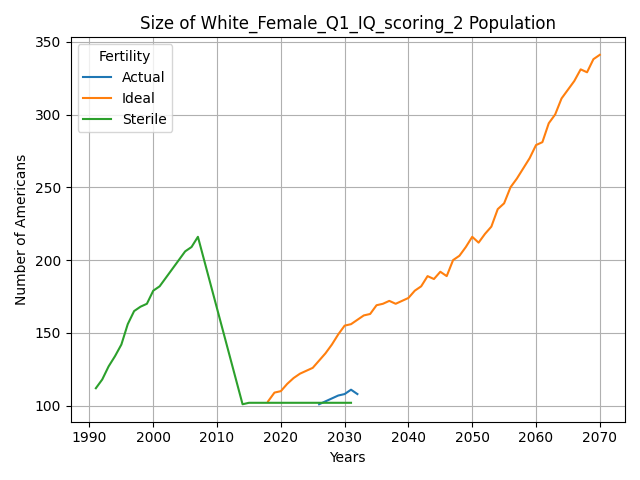 Size of White_Female_Q1_IQ_scoring_2 Population
Fertility
Actual
Ideal
Sterile
Number of Americans
350
300
250
200
150
100
1990 2000 2010 2020 2030 2040 2050 2060 2070
Years